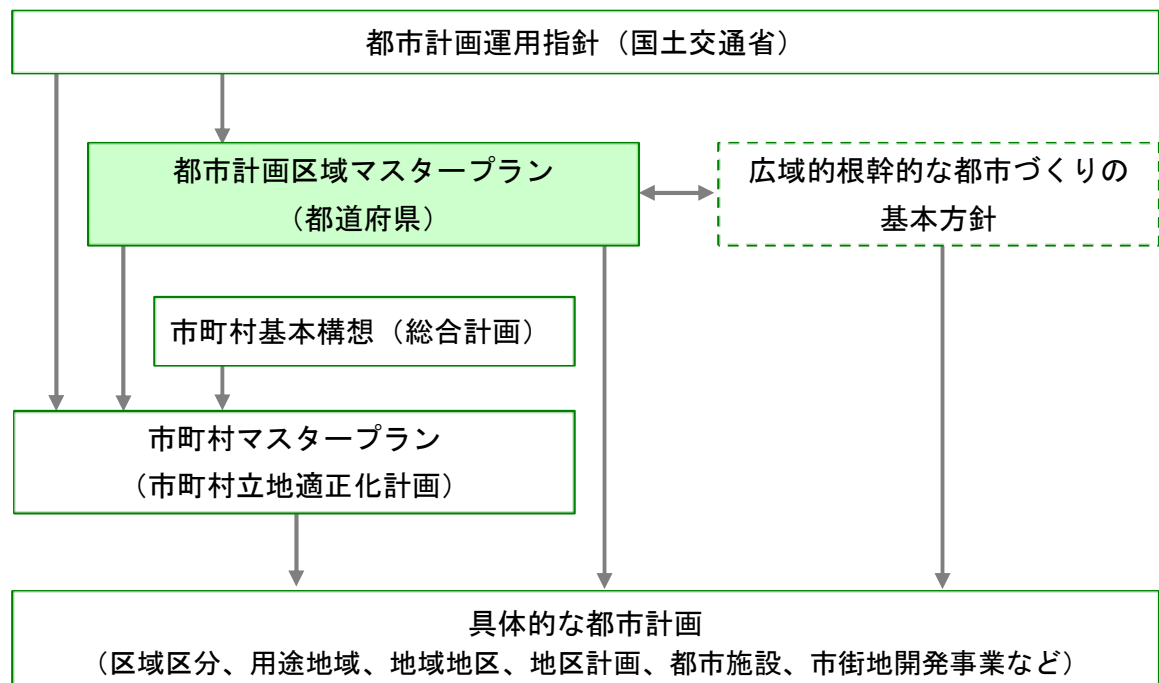 都市計画運用指針（国土交通省）
都市計画区域マスタープラン
（都道府県）
広域的根幹的な都市づくりの
基本方針
市町村基本構想（総合計画）
市町村マスタープラン
（市町村立地適正化計画）
具体的な都市計画
（区域区分、用途地域、地域地区、地区計画、都市施設、市街地開発事業など）